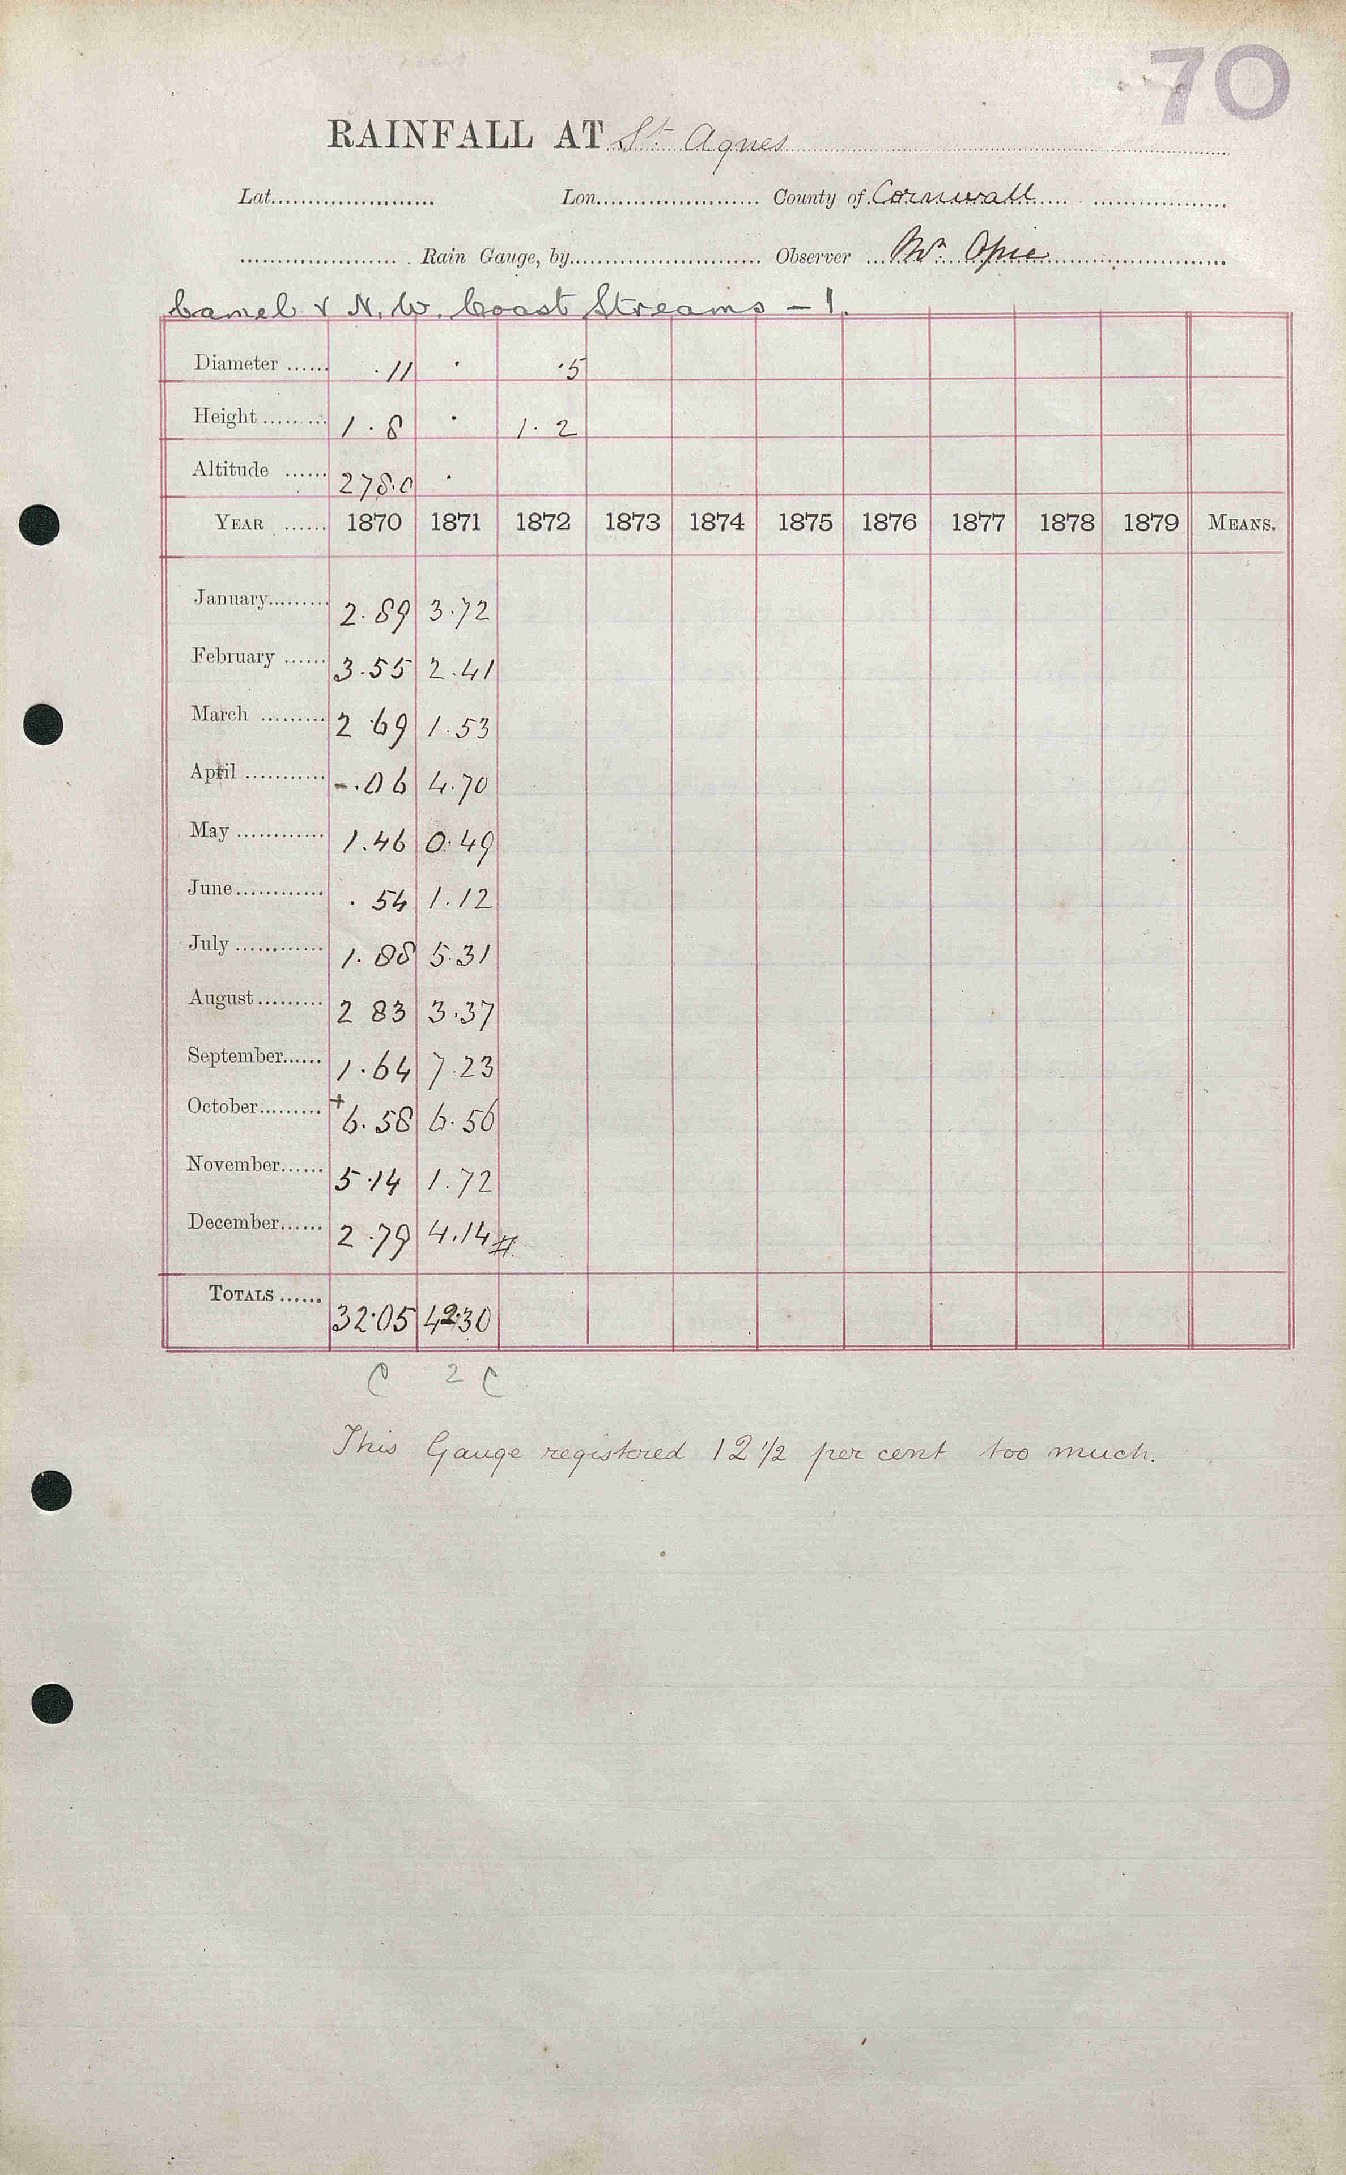 70
RAINFALL AT St. Agnes
Lat. Lon. County of Cornwall
Rain Gauge, by Observer Mr. Opie
Camel & N. W. Coast Streams - 1.
Diameter ...... .11 · .5
Height ......... 1.8 · 1.2
Altitude ...... 278.0 ·
YEAR ...... 1870 1871 1872 1873 1874 1875 1876 1877 1878 1879 MEANS.
January......... 2.89 3.72
February ...... 3.55 2.41
March ......... 2 69 1.53
April ........... -.06 4.70
May ............ 1.46 0.49
June............ .54 1.12
July ............ 1.88 5.31
August......... 2 83 3.37
September...... 1.64 7.23
October......... +6.58 6.56
November...... 5.14 1.72
December...... 2.79 4.14 #
TOTALS ...... 32.05 42.30
C 2 C
This Gauge registered 12 1/2 per cent too much.